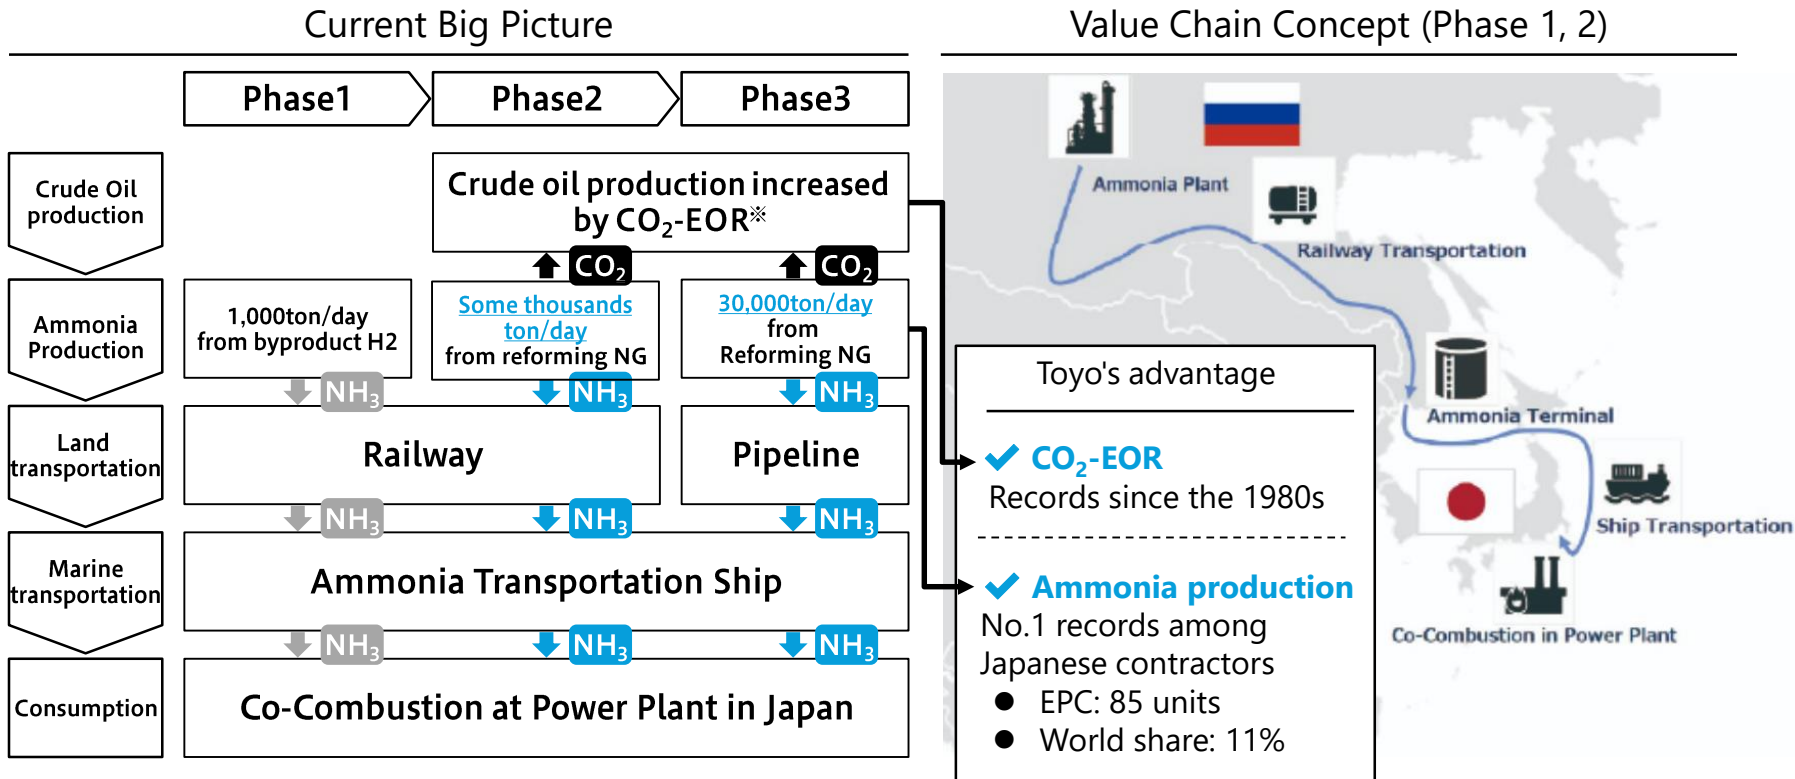 Current Big Picture
Value Chain Concept (Phase 1, 2)
Phase1
Phase2
Phase3
Crude Oil
production
Crude oil production increased
by CO₂-EOR※
CO₂
CO₂
Ammonia
Production
1,000ton/day
from byproduct H2
Some thousands
ton/day
from reforming NG
30,000ton/day
from
Reforming NG
NH₃
NH₃
NH₃
Land
transportation
Railway
Pipeline
NH₃
NH₃
NH₃
Marine
transportation
Ammonia Transportation Ship
NH₃
NH₃
NH₃
Consumption
Co-Combustion at Power Plant in Japan
Ammonia Plant
Railway Transportation
Ammonia Terminal
Ship Transportation
Co-Combustion in Power Plant
Toyo's advantage
✔ CO₂-EOR
Records since the 1980s
✔ Ammonia production
No.1 records among
Japanese contractors
● EPC: 85 units
● World share: 11%